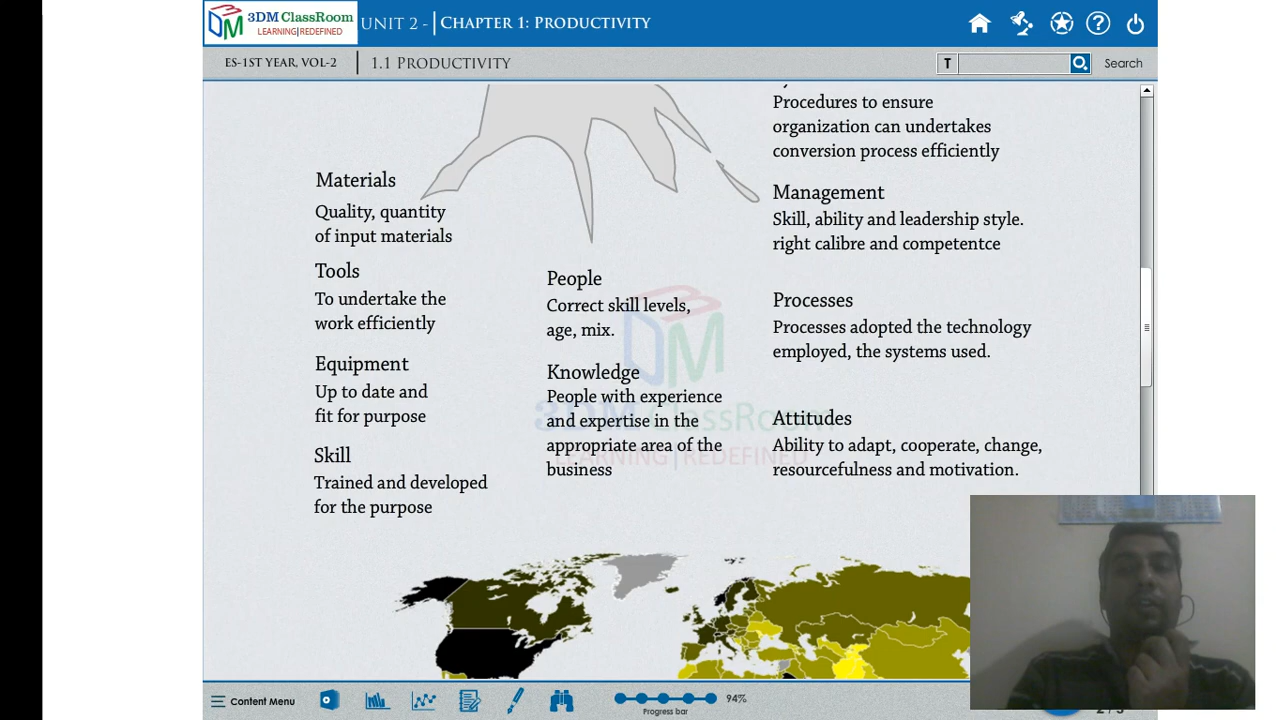 3DM ClassRoom
LEARNING|REDEFINED
UNIT 2 - CHAPTER 1: PRODUCTIVITY
ES-1ST YEAR, VOL-2
1.1 PRODUCTIVITY
T
Search
Procedures to ensure
organization can undertakes
conversion process efficiently
Materials
Quality, quantity
of input materials
Management
Skill, ability and leadership style.
right calibre and competentce
Tools
To undertake the
work efficiently
People
Correct skill levels,
age, mix.
Processes
Processes adopted the technology
employed, the systems used.
Equipment
Up to date and
fit for purpose
Knowledge
People with experience
and expertise in the
appropriate area of the
business
Attitudes
Ability to adapt, cooperate, change,
resourcefulness and motivation.
Skill
Trained and developed
for the purpose
3DM ClassRoom
LEARNING|REDEFINED
Content Menu
94%
Progress bar